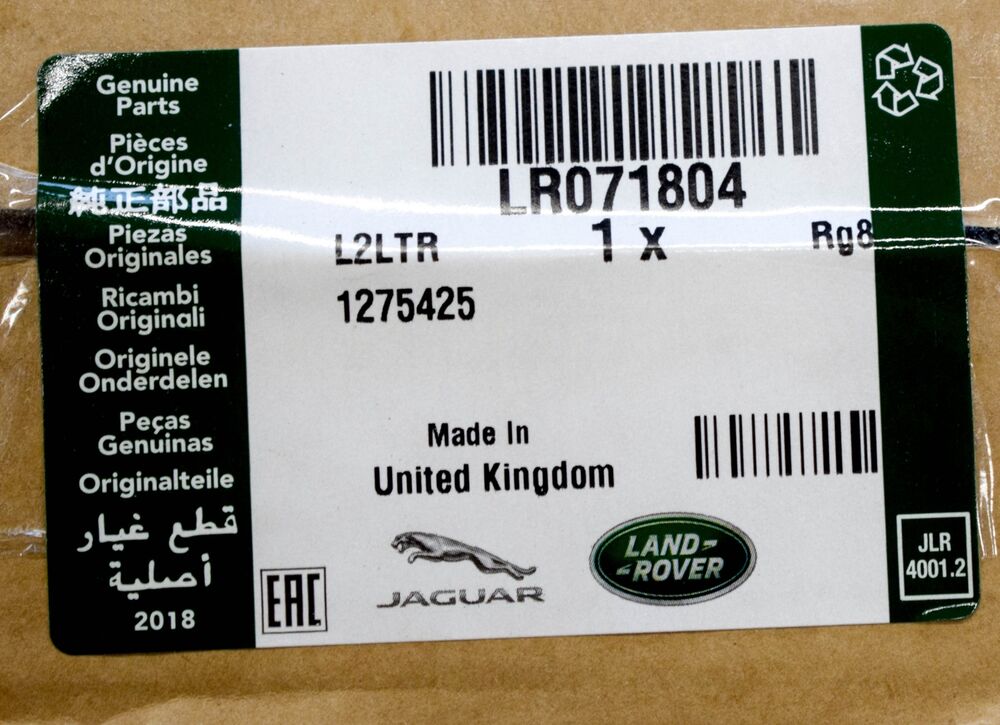 Genuine
Parts
Pièces
d'Origine
純正部品
Piezas
Originales
Ricambi
Originali
Originele
Onderdelen
Peças
Genuinas
Originalteile
قطع غيار
أصلية
2018
LR071804
L2LTR 1 x Rg8
1275425
Made In
United Kingdom
EAC
JAGUAR
LAND-
-ROVER
JLR
4001.2